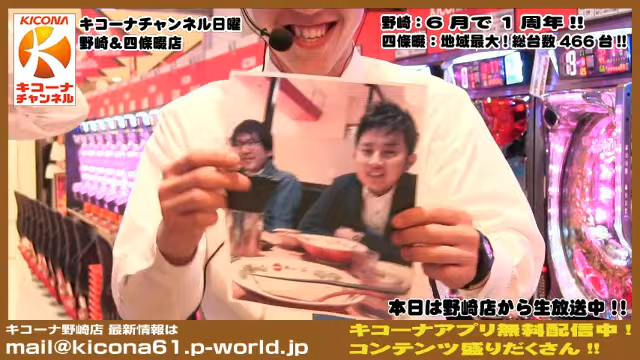 KICONA
キコーナ
チャンネル
キコーナチャンネル日曜
野崎&四條畷店
野崎:6月で1周年!!
四條畷:地域最大!総台数466台!!
本日は野崎店から生放送中!!
キコーナ野崎店 最新情報は
mail@kicona61.p-world.jp
キコーナアプリ無料配信中!
コンテンツ盛りだくさん!!